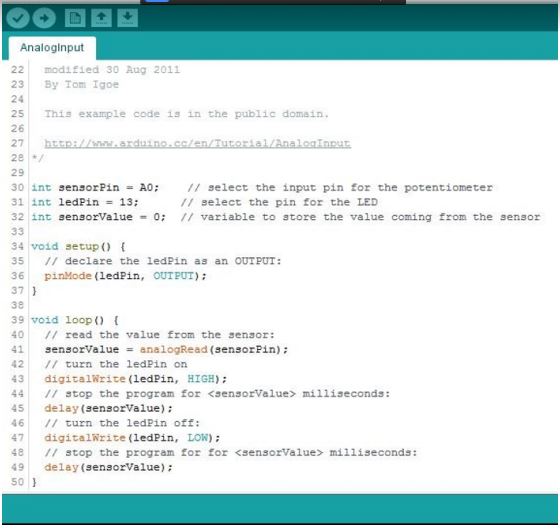 AnalogInput
22 modified 30 Aug 2011
23 By Tom Igoe
24
25 This example code is in the public domain.
26
27 http://www.arduino.cc/en/Tutorial/AnalogInput
28 */
29
30 int sensorPin = A0;    // select the input pin for the potentiometer
31 int ledPin = 13;      // select the pin for the LED
32 int sensorValue = 0;  // variable to store the value coming from the sensor
33
34 void setup() {
35   // declare the ledPin as an OUTPUT:
36   pinMode(ledPin, OUTPUT);
37 }
38
39 void loop() {
40   // read the value from the sensor:
41   sensorValue = analogRead(sensorPin);
42   // turn the ledPin on
43   digitalWrite(ledPin, HIGH);
44   // stop the program for <sensorValue> milliseconds:
45   delay(sensorValue);
46   // turn the ledPin off:
47   digitalWrite(ledPin, LOW);
48   // stop the program for for <sensorValue> milliseconds:
49   delay(sensorValue);
50 }